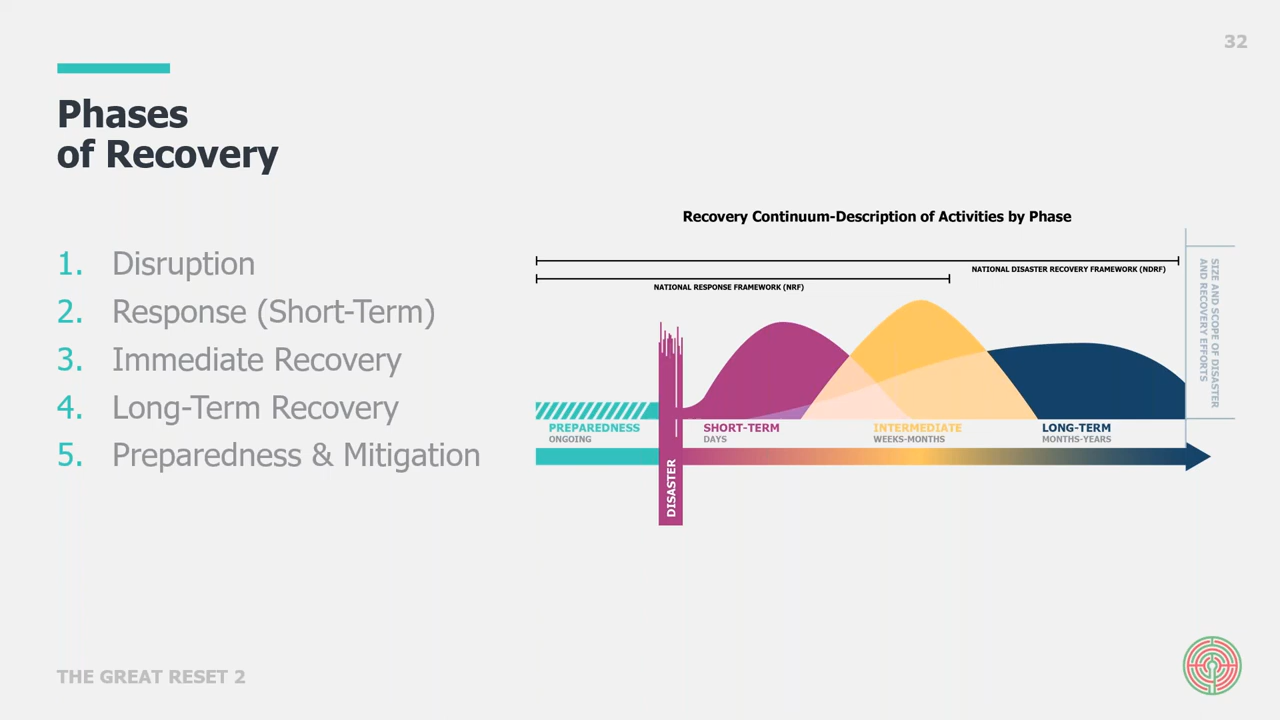 32
Phases
of Recovery
1. Disruption
2. Response (Short-Term)
3. Immediate Recovery
4. Long-Term Recovery
5. Preparedness & Mitigation
Recovery Continuum-Description of Activities by Phase
NATIONAL DISASTER RECOVERY FRAMEWORK (NDRF)
NATIONAL RESPONSE FRAMEWORK (NRF)
SIZE AND SCOPE OF DISASTER
AND RECOVERY EFFORTS
PREPAREDNESS
ONGOING
DISASTER
SHORT-TERM
DAYS
INTERMEDIATE
WEEKS-MONTHS
LONG-TERM
MONTHS-YEARS
THE GREAT RESET 2